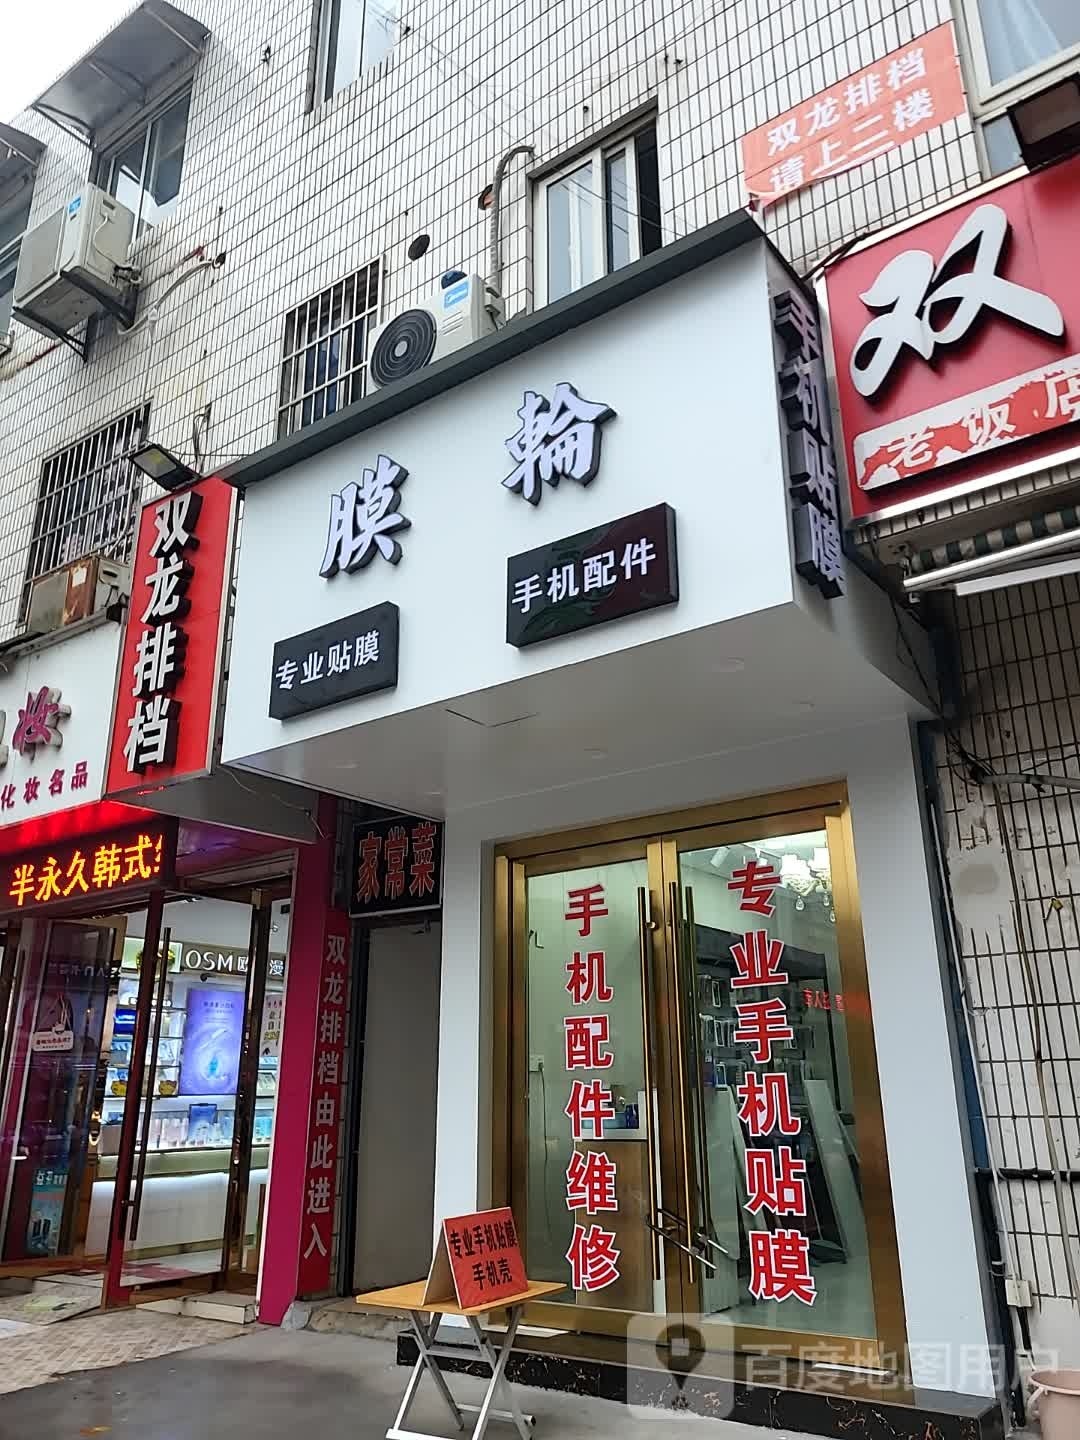 双龙排档
请上二楼
双
老饭店
手机贴膜
膜輪
专业贴膜
手机配件
双龙排档
妆
化妆名品
半永久韩式
家常菜
OSM
双龙排档由此进入
手机配件维修
专业手机贴膜
专业手机贴膜
手机壳
百度地图用户